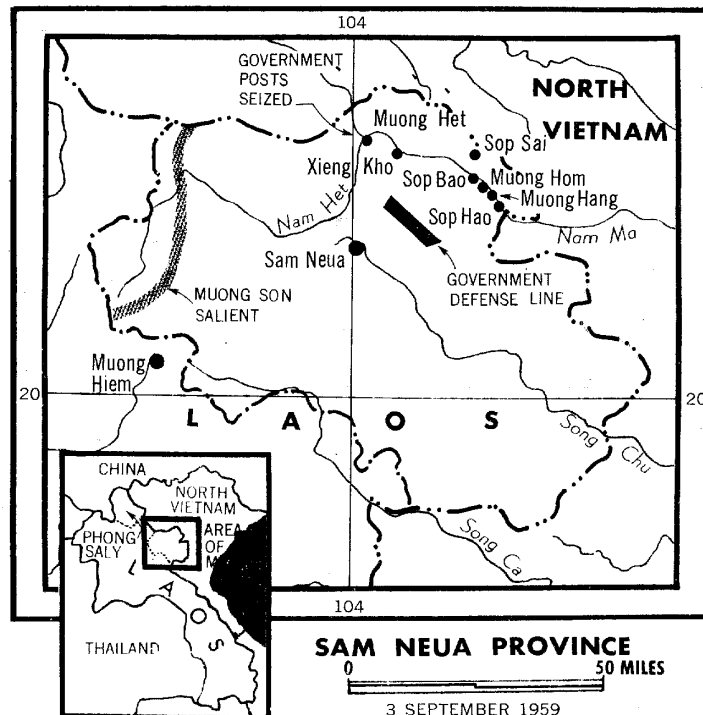 104
GOVERNMENT
POSTS
SEIZED
NORTH
VIETNAM
Muong Het
Sop Sai
Xieng Kho
Sop Bao
Muong Hom
Muong Hang
Sop Hao
Nam Het
Nam Ma
Sam Neua
GOVERNMENT
DEFENSE LINE
MUONG SON
SALIENT
Muong
Hiem
20
20
LAOS
Song Chu
Song Ca
CHINA
NORTH
VIETNAM
PHONG
SALY
AREA
OF
M
LAOS
THAILAND
104
SAM NEUA PROVINCE
0 50 MILES
3 SEPTEMBER 1959